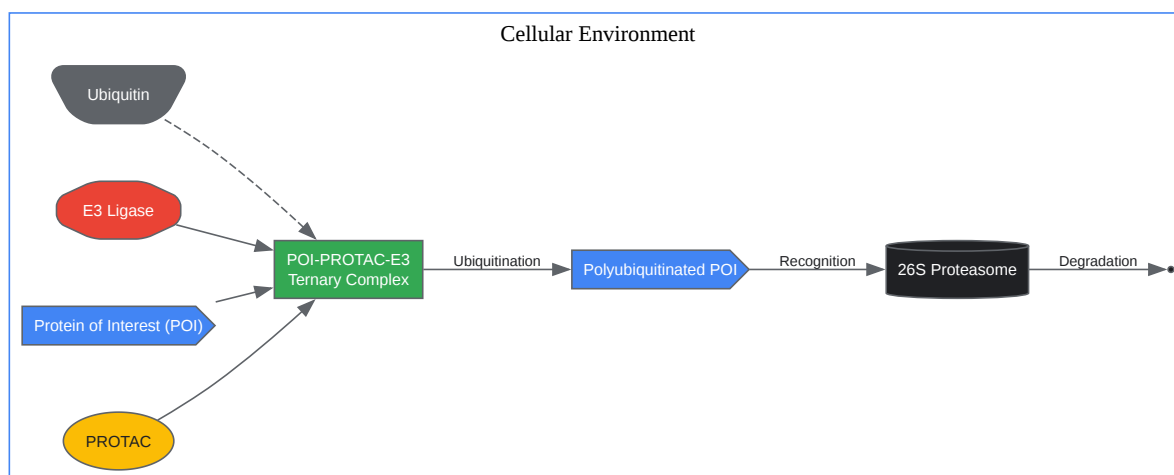 Cellular Environment
Ubiquitin
E3 Ligase
Protein of Interest (POI)
PROTAC
POI-PROTAC-E3
Ternary Complex
Ubiquitination
Polyubiquitinated POI
Recognition
26S Proteasome
Degradation